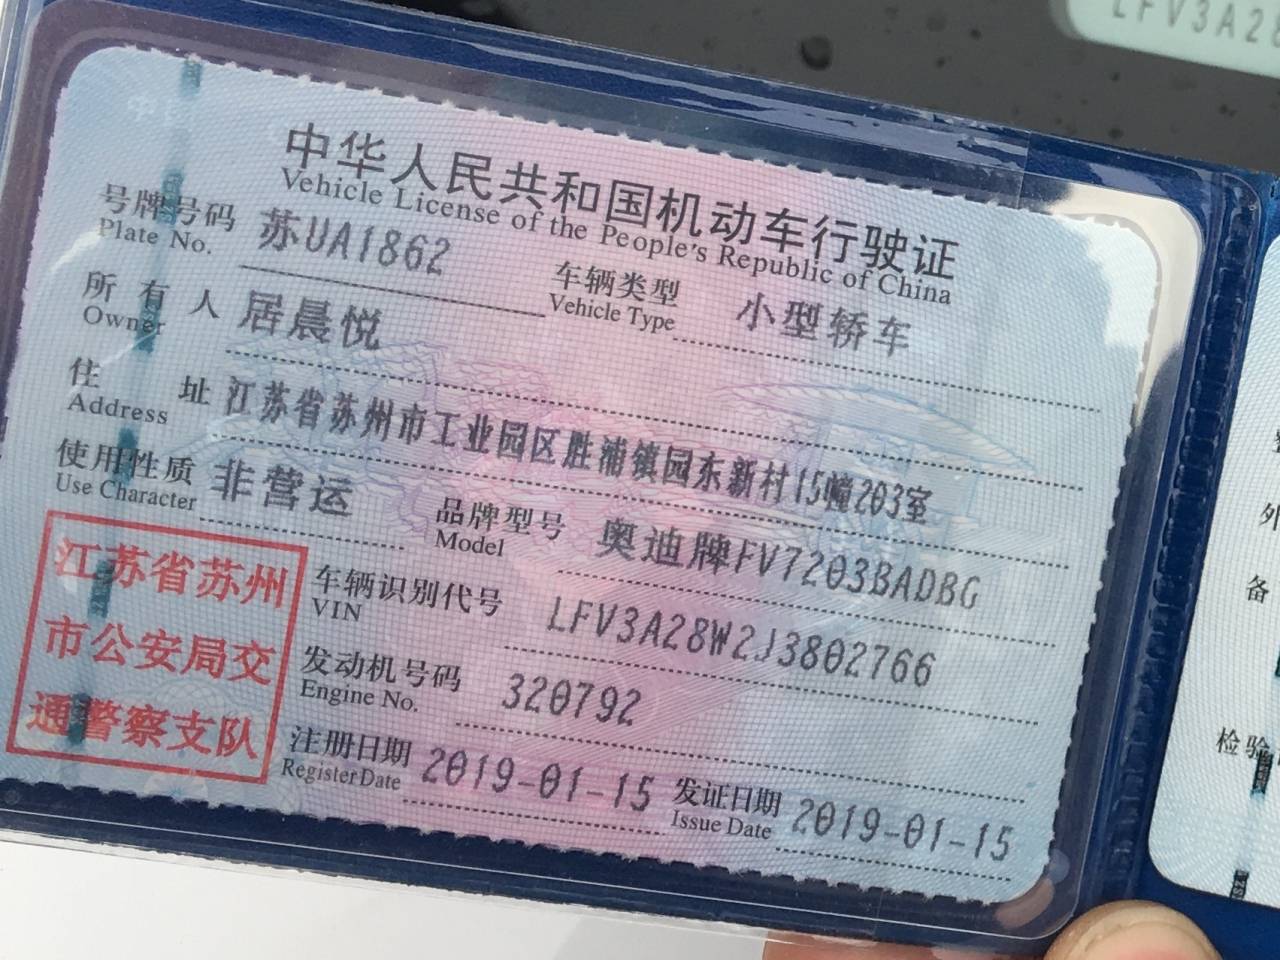 LFV3A28
中华人民共和国机动车行驶证
Vehicle License of the People's Republic of China
号牌号码 苏UA1862 车辆类型 小型轿车
Plate No. Vehicle Type
所有人 居晨悦
Owner
住址 江苏省苏州市工业园区胜浦镇园东新村15幢203室
Address
使用性质 非营运 品牌型号 奥迪牌FV7203BADBG
Use Character Model
江苏省苏州
市公安局交
通警察支队
车辆识别代号 LFV3A28W2J3802766
VIN
发动机号码 320792
Engine No.
注册日期 2019-01-15 发证日期 2019-01-15
Register Date Issue Date
外
备
检验